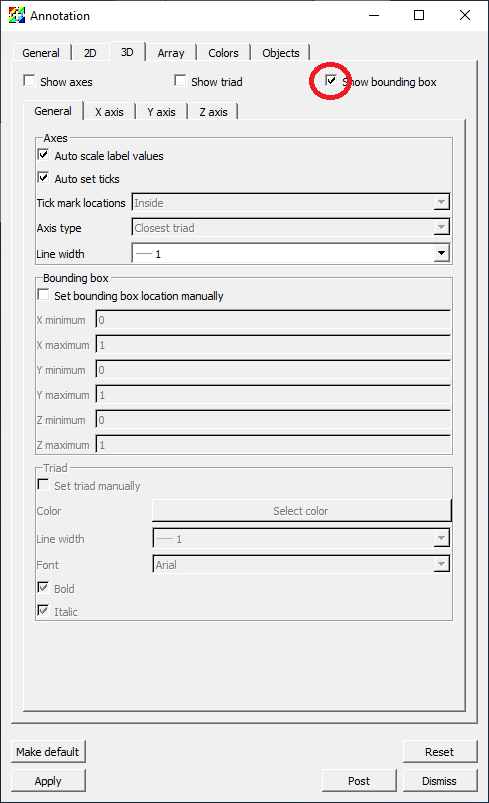 Annotation
General 2D 3D Array Colors Objects
Show axes Show triad Show bounding box
General X axis Y axis Z axis
Axes
Auto scale label values
Auto set ticks
Tick mark locations Inside
Axis type Closest triad
Line width 1
Bounding box
Set bounding box location manually
X minimum 0
X maximum 1
Y minimum 0
Y maximum 1
Z minimum 0
Z maximum 1
Triad
Set triad manually
Color Select color
Line width 1
Font Arial
Bold
Italic
Make default Reset
Apply Post Dismiss